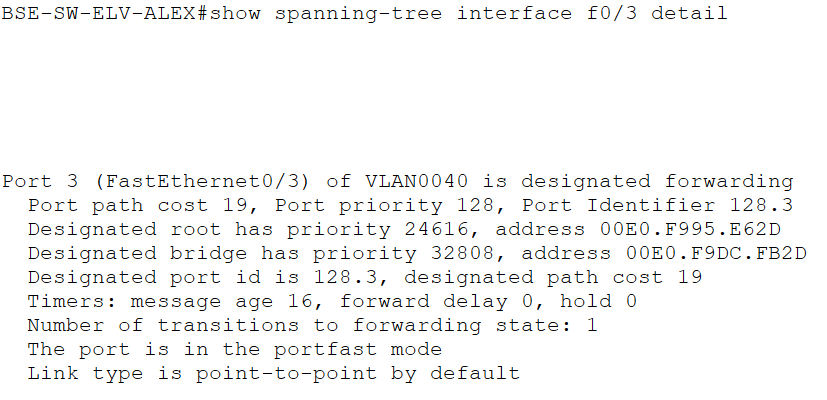 BSE-SW-ELV-ALEX#show spanning-tree interface f0/3 detail
Port 3 (FastEthernet0/3) of VLAN0040 is designated forwarding
Port path cost 19, Port priority 128, Port Identifier 128.3
Designated root has priority 24616, address 00E0.F995.E62D
Designated bridge has priority 32808, address 00E0.F9DC.FB2D
Designated port id is 128.3, designated path cost 19
Timers: message age 16, forward delay 0, hold 0
Number of transitions to forwarding state: 1
The port is in the portfast mode
Link type is point-to-point by default